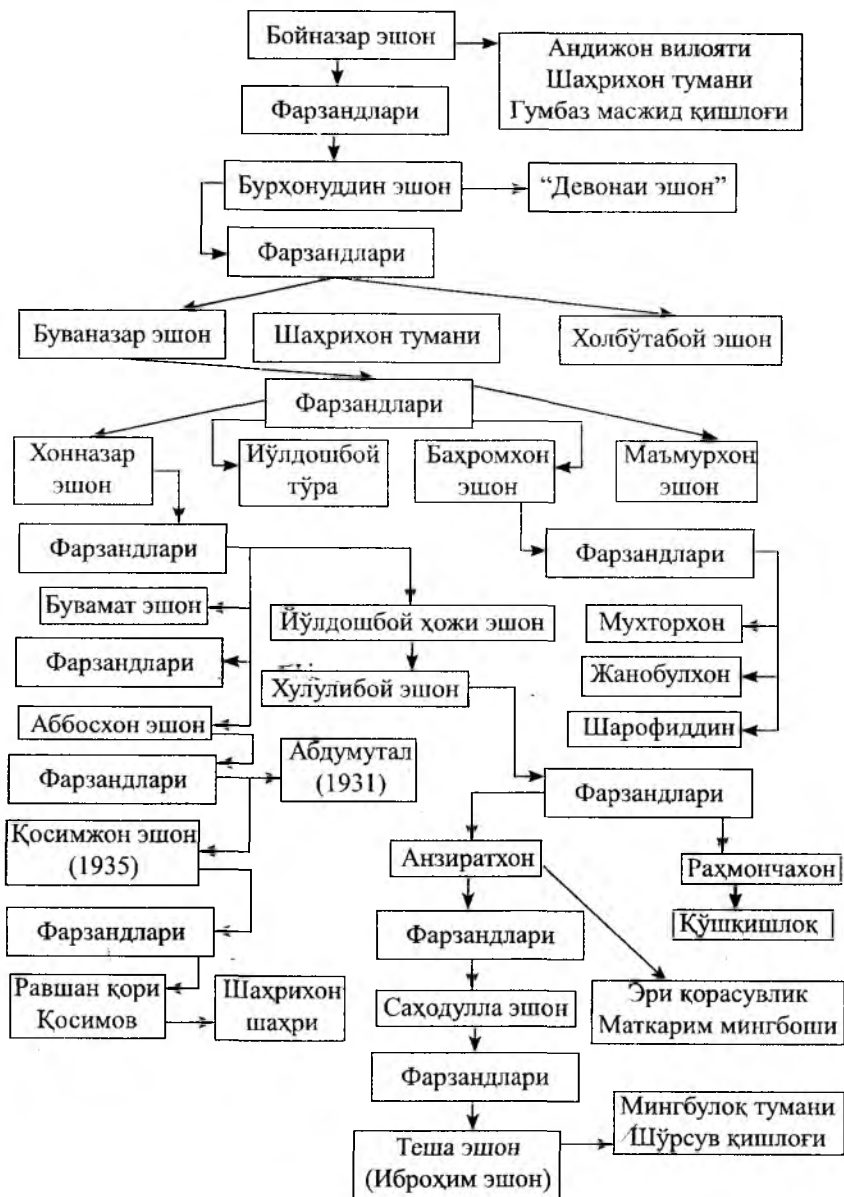 Бойназар эшон
Андижон вилояти
Шаҳрихон тумани
Гумбаз масжид қишлоғи
Фарзандлари
Бурҳонуддин эшон
“Девонаи эшон”
Фарзандлари
Буваназар эшон
Шаҳрихон тумани
Холбўтабой эшон
Фарзандлари
Хонназар
эшон
Йўлдошбой
тўра
Баҳромхон
эшон
Маъмурхон
эшон
Фарзандлари
Фарзандлари
Бувамат эшон
Йўлдошбой ҳожи эшон
Мухторхон
Фарзандлари
Хулулибой эшон
Жанобулхон
Аббосхон эшон
Шарофиддин
Фарзандлари
Абдумутал
(1931)
Фарзандлари
Қосимжон эшон
(1935)
Анзиратхон
Раҳмончахон
Фарзандлари
Фарзандлари
Қўшқишлоқ
Равшан қори
Қосимов
Шаҳрихон
шаҳри
Саҳодулла эшон
Эри қорасувлик
Маткарим мингбоши
Фарзандлари
Мингбулоқ тумани
Шўрсув қишлоғи
Теша эшон
(Иброҳим эшон)